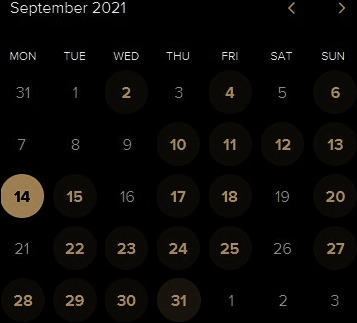 September 2021
MON TUE WED THU FRI SAT SUN
31 1 2 3 4 5 6
7 8 9 10 11 12 13
14 15 16 17 18 19 20
21 22 23 24 25 26 27
28 29 30 31 1 2 3